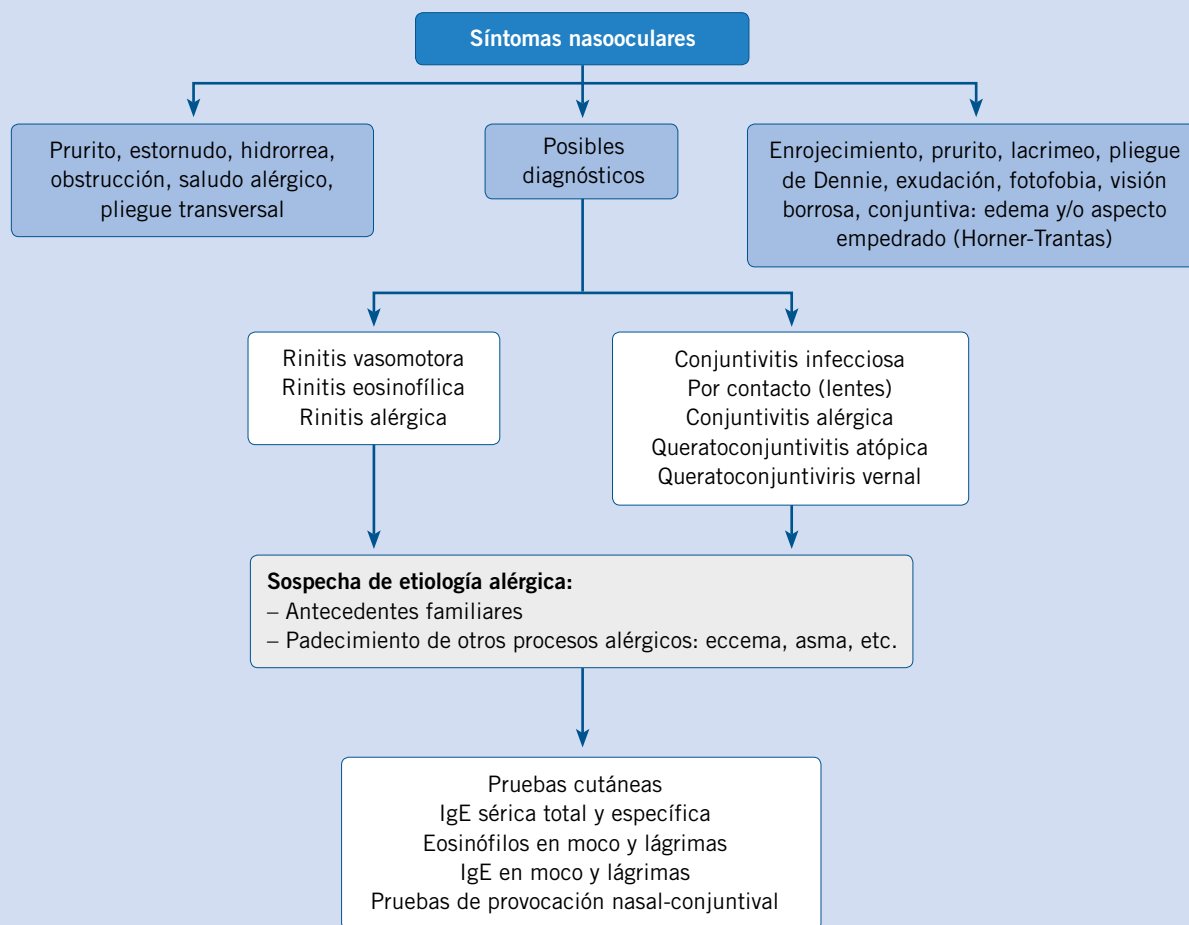 Síntomas nasooculares
Prurito, estornudo, hidrorrea,
obstrucción, saludo alérgico,
pliegue transversal
Posibles
diagnósticos
Enrojecimiento, prurito, lacrimeo, pliegue
de Dennie, exudación, fotofobia, visión
borrosa, conjuntiva: edema y/o aspecto
empedrado (Horner-Trantas)
Rinitis vasomotora
Rinitis eosinofílica
Rinitis alérgica
Conjuntivitis infecciosa
Por contacto (lentes)
Conjuntivitis alérgica
Queratoconjuntivitis atópica
Queratoconjuntiviris vernal
Sospecha de etiología alérgica:
– Antecedentes familiares
– Padecimiento de otros procesos alérgicos: eccema, asma, etc.
Pruebas cutáneas
IgE sérica total y específica
Eosinófilos en moco y lágrimas
IgE en moco y lágrimas
Pruebas de provocación nasal-conjuntival